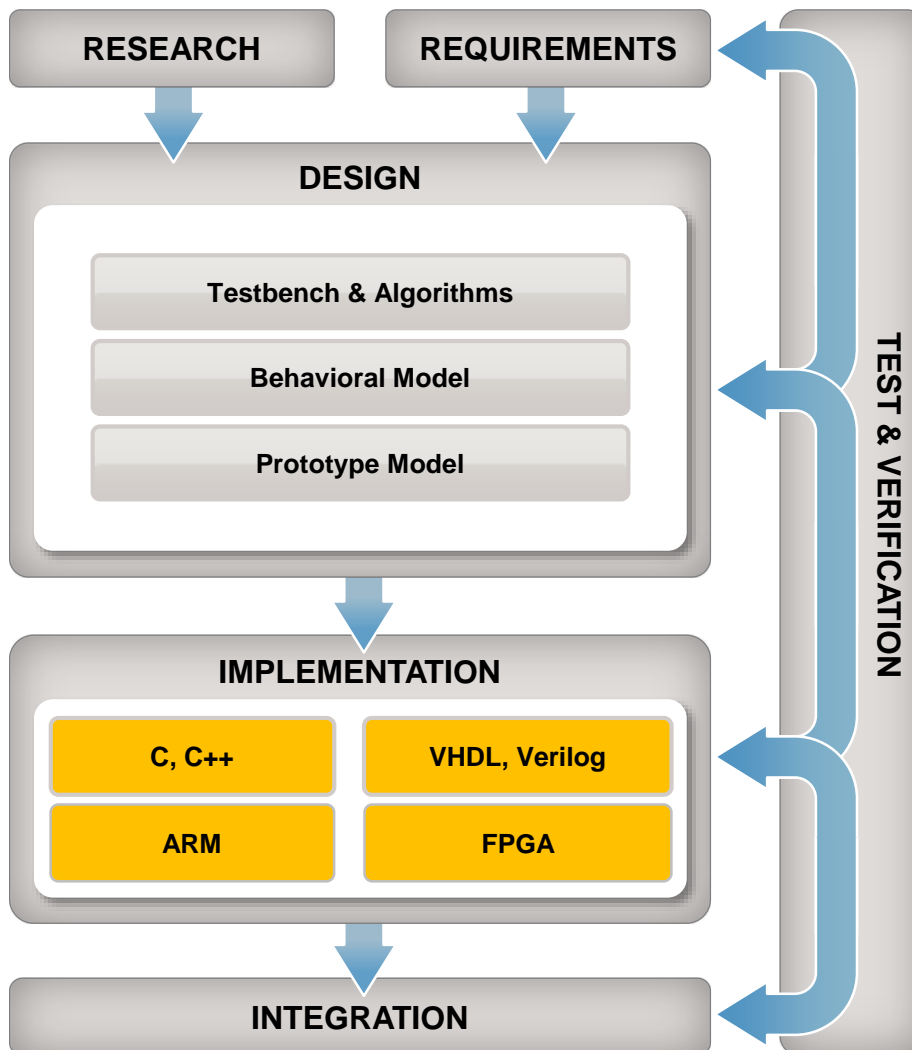 RESEARCH
REQUIREMENTS
DESIGN
Testbench & Algorithms
Behavioral Model
Prototype Model
IMPLEMENTATION
C, C++
VHDL, Verilog
ARM
FPGA
INTEGRATION
TEST & VERIFICATION